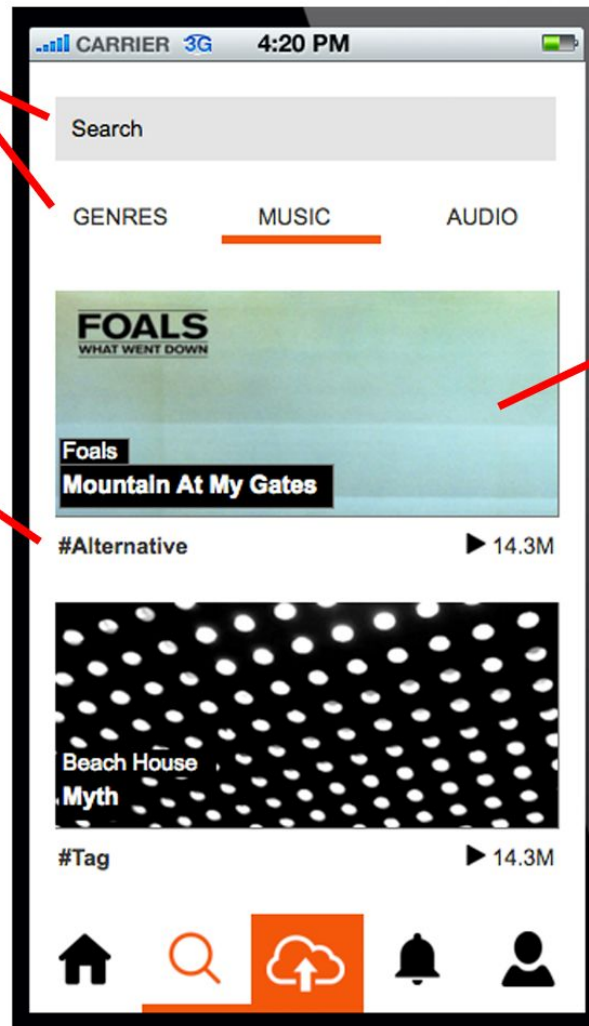 CARRIER 3G 4:20 PM
Search
GENRES MUSIC AUDIO
FOALS
WHAT WENT DOWN
Foals
Mountain At My Gates
#Alternative 14.3M
Beach House
Myth
#Tag 14.3M